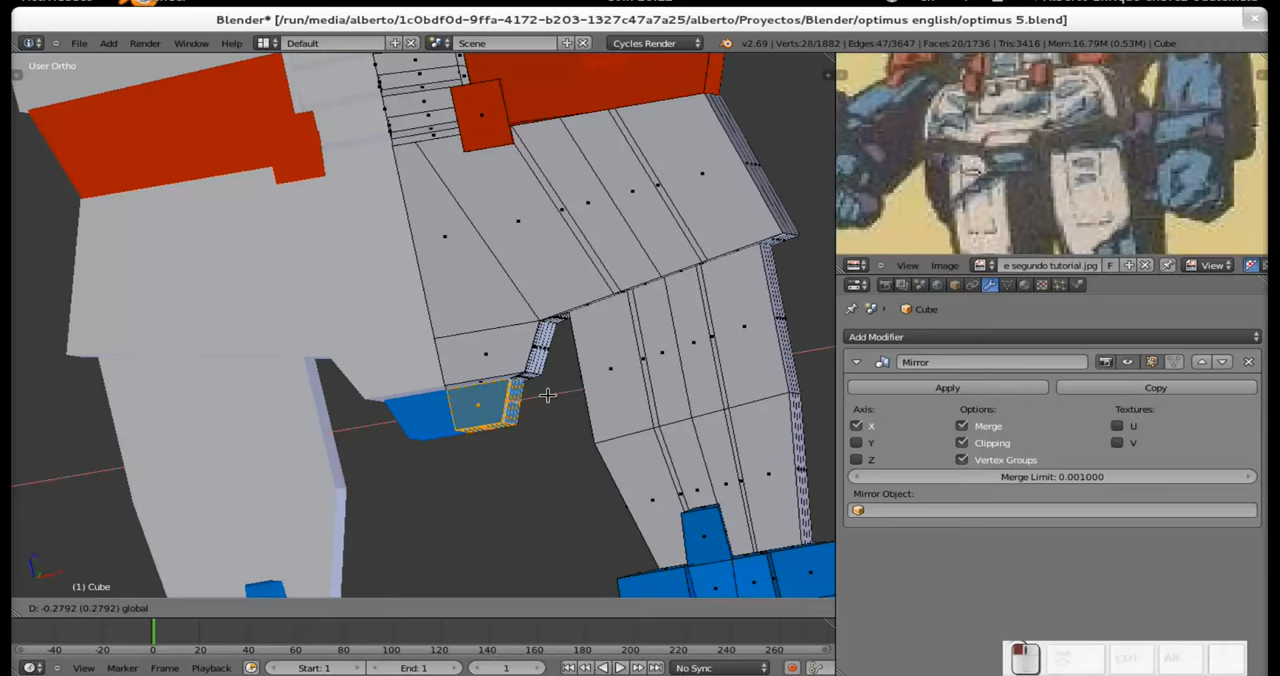 Blender* [/run/media/alberto/1c0bdf0d-9ffa-4172-b203-1327c47a7a25/alberto/Proyectos/Blender/optimus english/optimus 5.blend]
File Add Render Window Help Default Scene Cycles Render v2.69 | Verts:28/1882 | Edges:47/3647 | Faces:20/1736 | Tris:3416 | Mem:16.79M (0.53M) | Cube
User Ortho
View Image e segundo tutorial.jpg F View
Cube
Add Modifier
Mirror
Apply Copy
Axis: Options: Textures:
X Merge U
Y Clipping V
Z Vertex Groups
Merge Limit: 0.001000
Mirror Object:
(1) Cube
D: -0.2792 (0.2792) global
-40 -20 0 20 40 60 80 100 120 140 160 180 200 220 240 260
View Marker Frame Playback Start: 1 End: 1 1 No Sync
Ctrl Alt